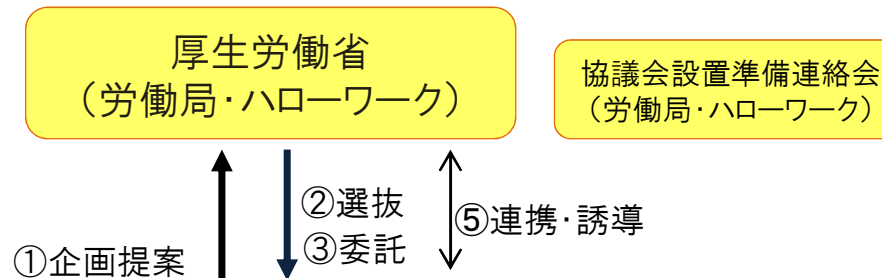 厚生労働省
（労働局・ハローワーク）
協議会設置準備連絡会
（労働局・ハローワーク）
②選抜
③委託
⑤連携・誘導
①企画提案